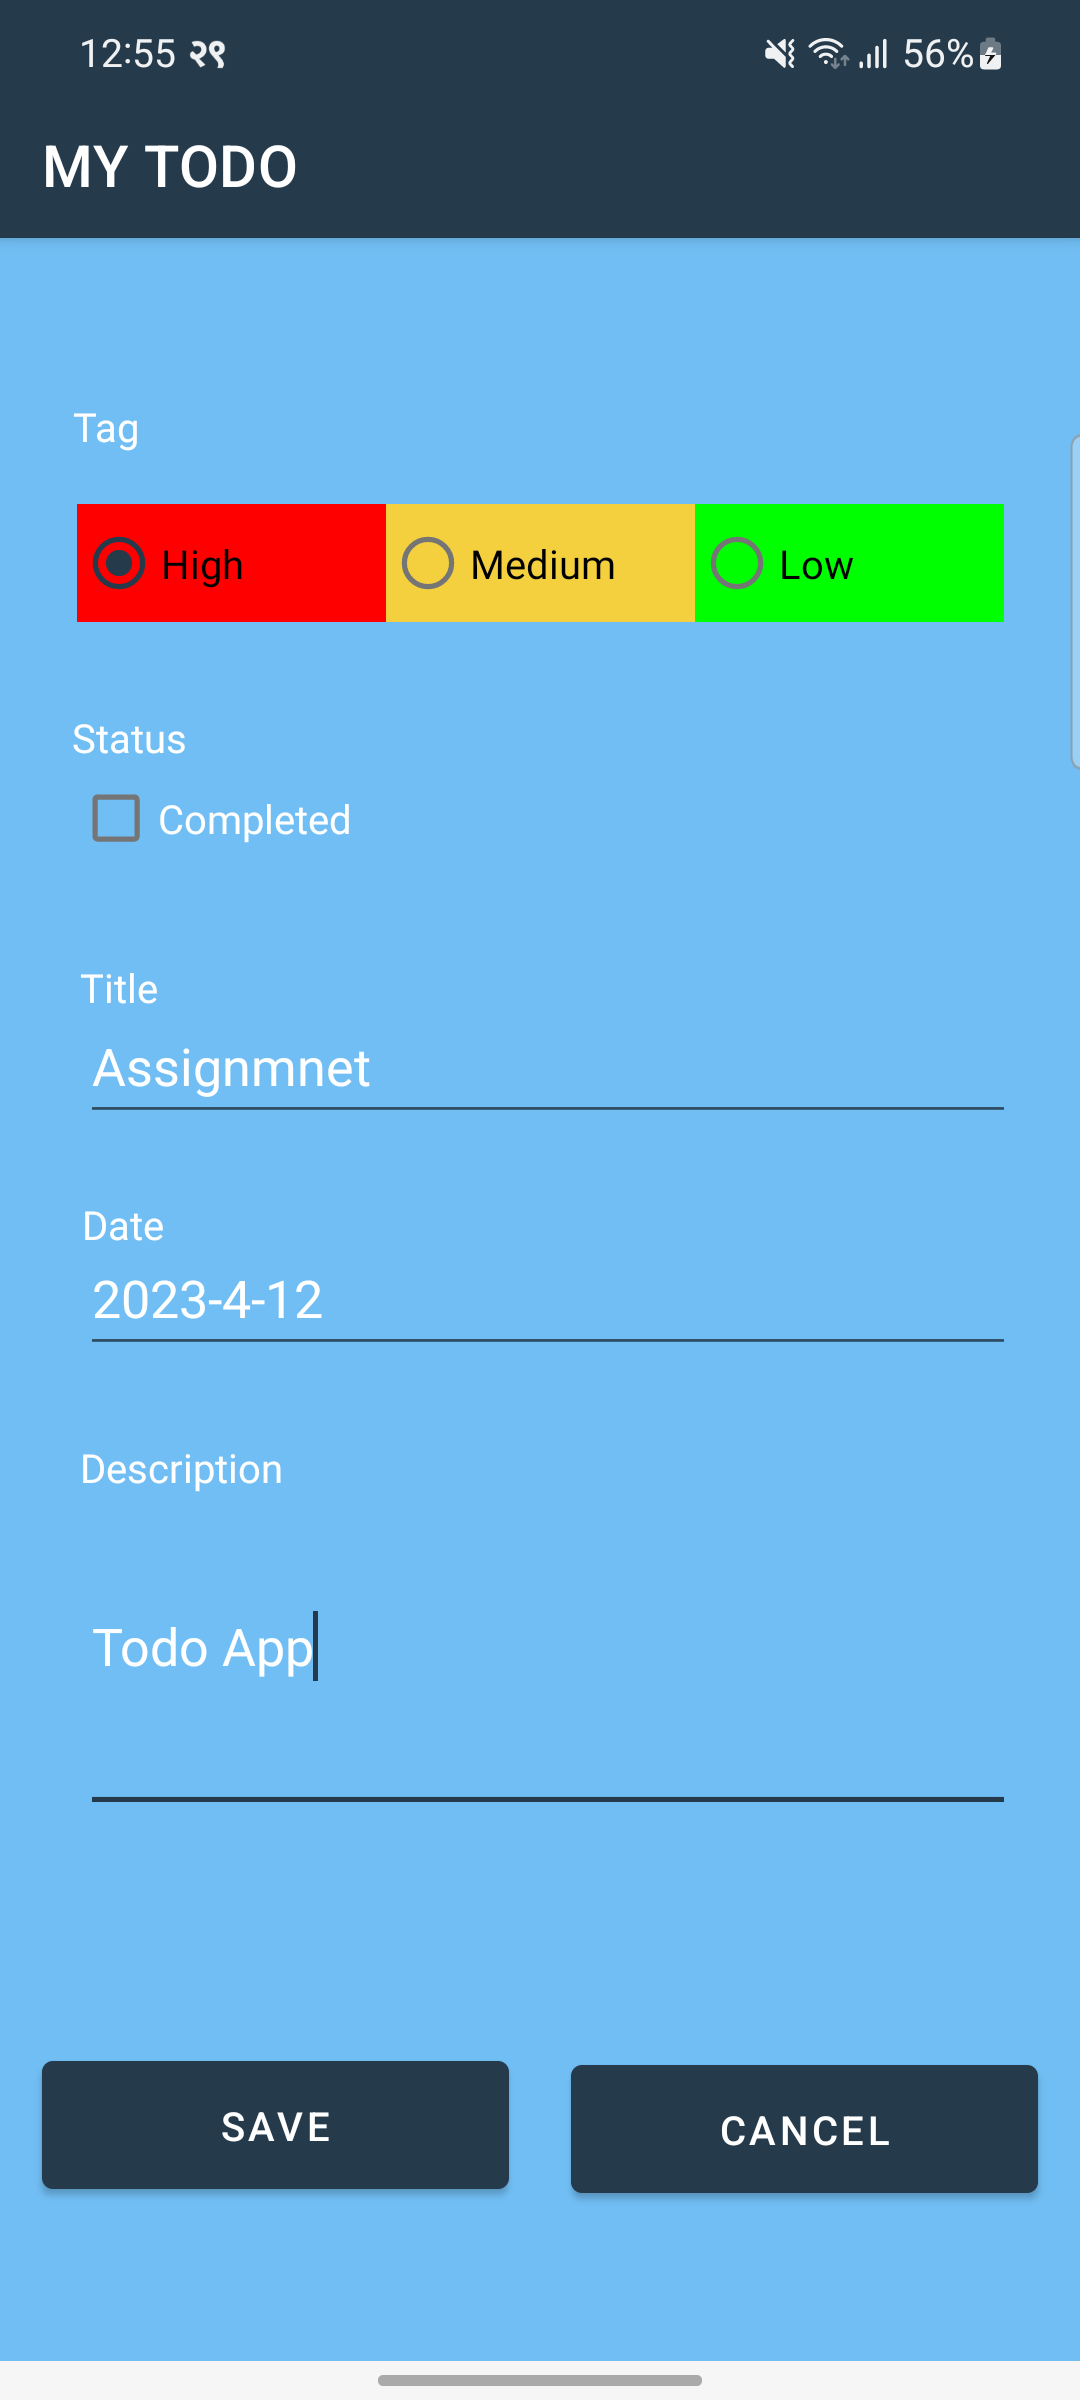 12:55 २९ 56%
MY TODO
Tag
High Medium Low
Status
Completed
Title
Assignmnet
Date
2023-4-12
Description
Todo App
SAVE CANCEL